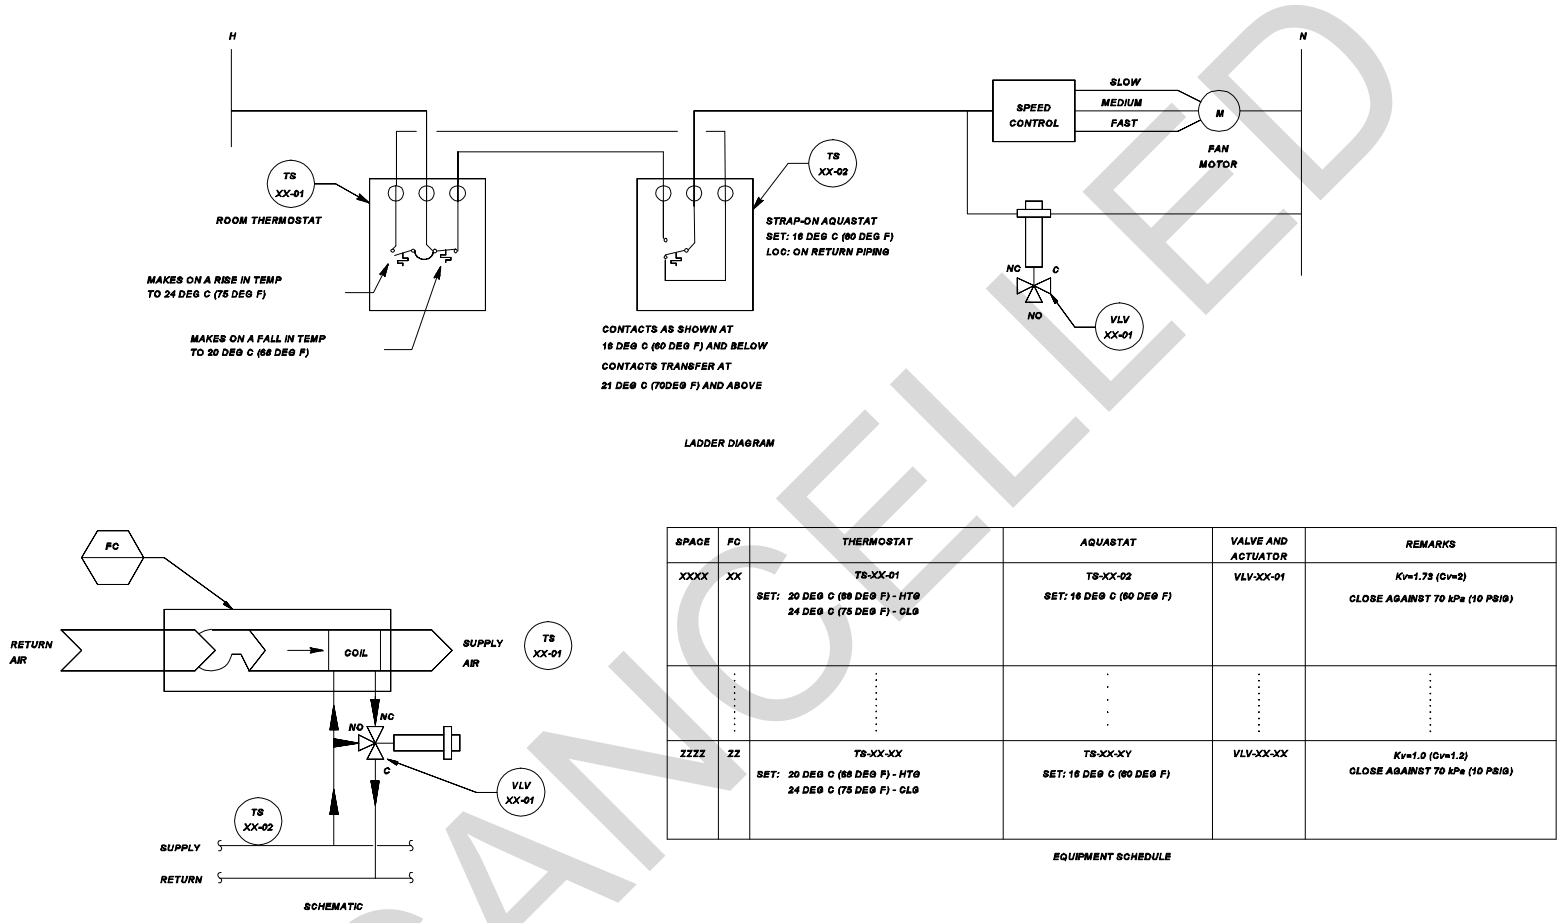 H
N
SLOW
SPEED
CONTROL
MEDIUM
M
FAST
FAN
MOTOR
TS
XX-01
TS
XX-02
ROOM THERMOSTAT
STRAP-ON AQUASTAT
SET: 16 DEG C (60 DEG F)
LOC: ON RETURN PIPING
MAKES ON A RISE IN TEMP
TO 24 DEG C (75 DEG F)
NC
C
NO
VLV
XX-01
MAKES ON A FALL IN TEMP
TO 20 DEG C (68 DEG F)
CONTACTS AS SHOWN AT
16 DEG C (60 DEG F) AND BELOW
CONTACTS TRANSFER AT
21 DEG C (70DEG F) AND ABOVE
LADDER DIAGRAM
FC
RETURN
AIR
COIL
SUPPLY
AIR
TS
XX-01
NC
NO
C
VLV
XX-01
TS
XX-02
SUPPLY
RETURN
SCHEMATIC
SPACE FC THERMOSTAT AQUASTAT VALVE AND ACTUATOR REMARKS
XXXX XX TS-XX-01 TS-XX-02 VLV-XX-01 Kv=1.73 (Cv=2)
SET: 20 DEG C (68 DEG F) - HTG SET: 16 DEG C (60 DEG F) CLOSE AGAINST 70 kPa (10 PSIG)
24 DEG C (75 DEG F) - CLG
ZZZZ ZZ TS-XX-XX TS-XX-XY VLV-XX-XX Kv=1.0 (Cv=1.2)
SET: 20 DEG C (68 DEG F) - HTG SET: 16 DEG C (60 DEG F) CLOSE AGAINST 70 kPa (10 PSIG)
24 DEG C (75 DEG F) - CLG
EQUIPMENT SCHEDULE
CANCELLED